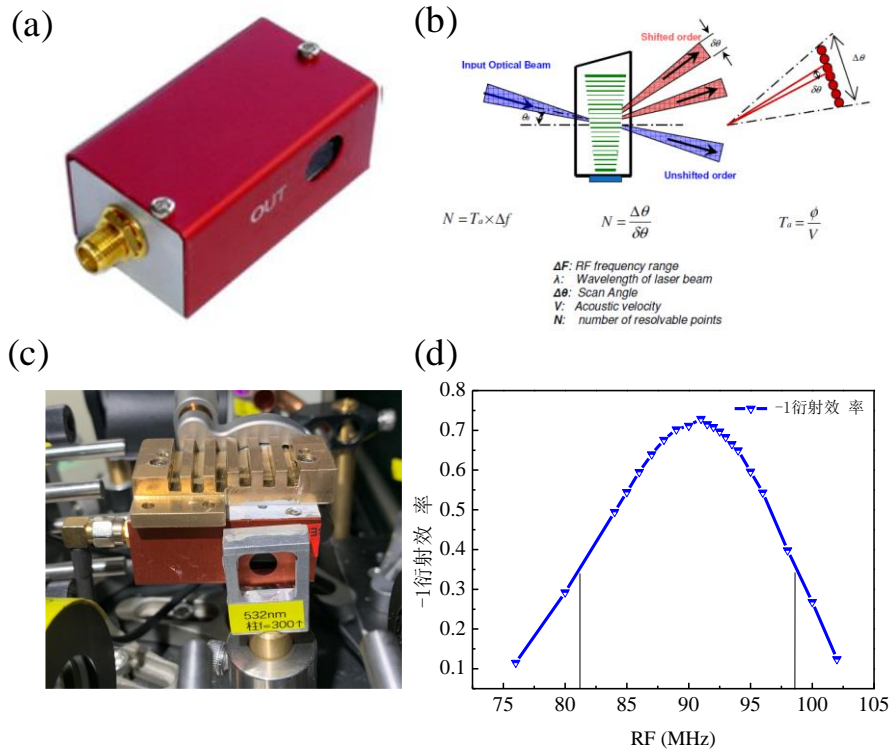 (a)
OUT
(b)
Input Optical Beam
θ₀
Shifted order
δθ
Unshifted order
Δθ
δθ
N = Tₐ × Δf
N = Δθ/δθ
Tₐ = ϕ/V
ΔF: RF frequency range
λ: Wavelength of laser beam
Δθ: Scan Angle
V: Acoustic velocity
N: number of resolvable points
(c)
532nm
柱f=300↑
(d)
-1衍射效 率
-1衍射效 率
0.8
0.7
0.6
0.5
0.4
0.3
0.2
0.1
75 80 85 90 95 100 105
RF (MHz)